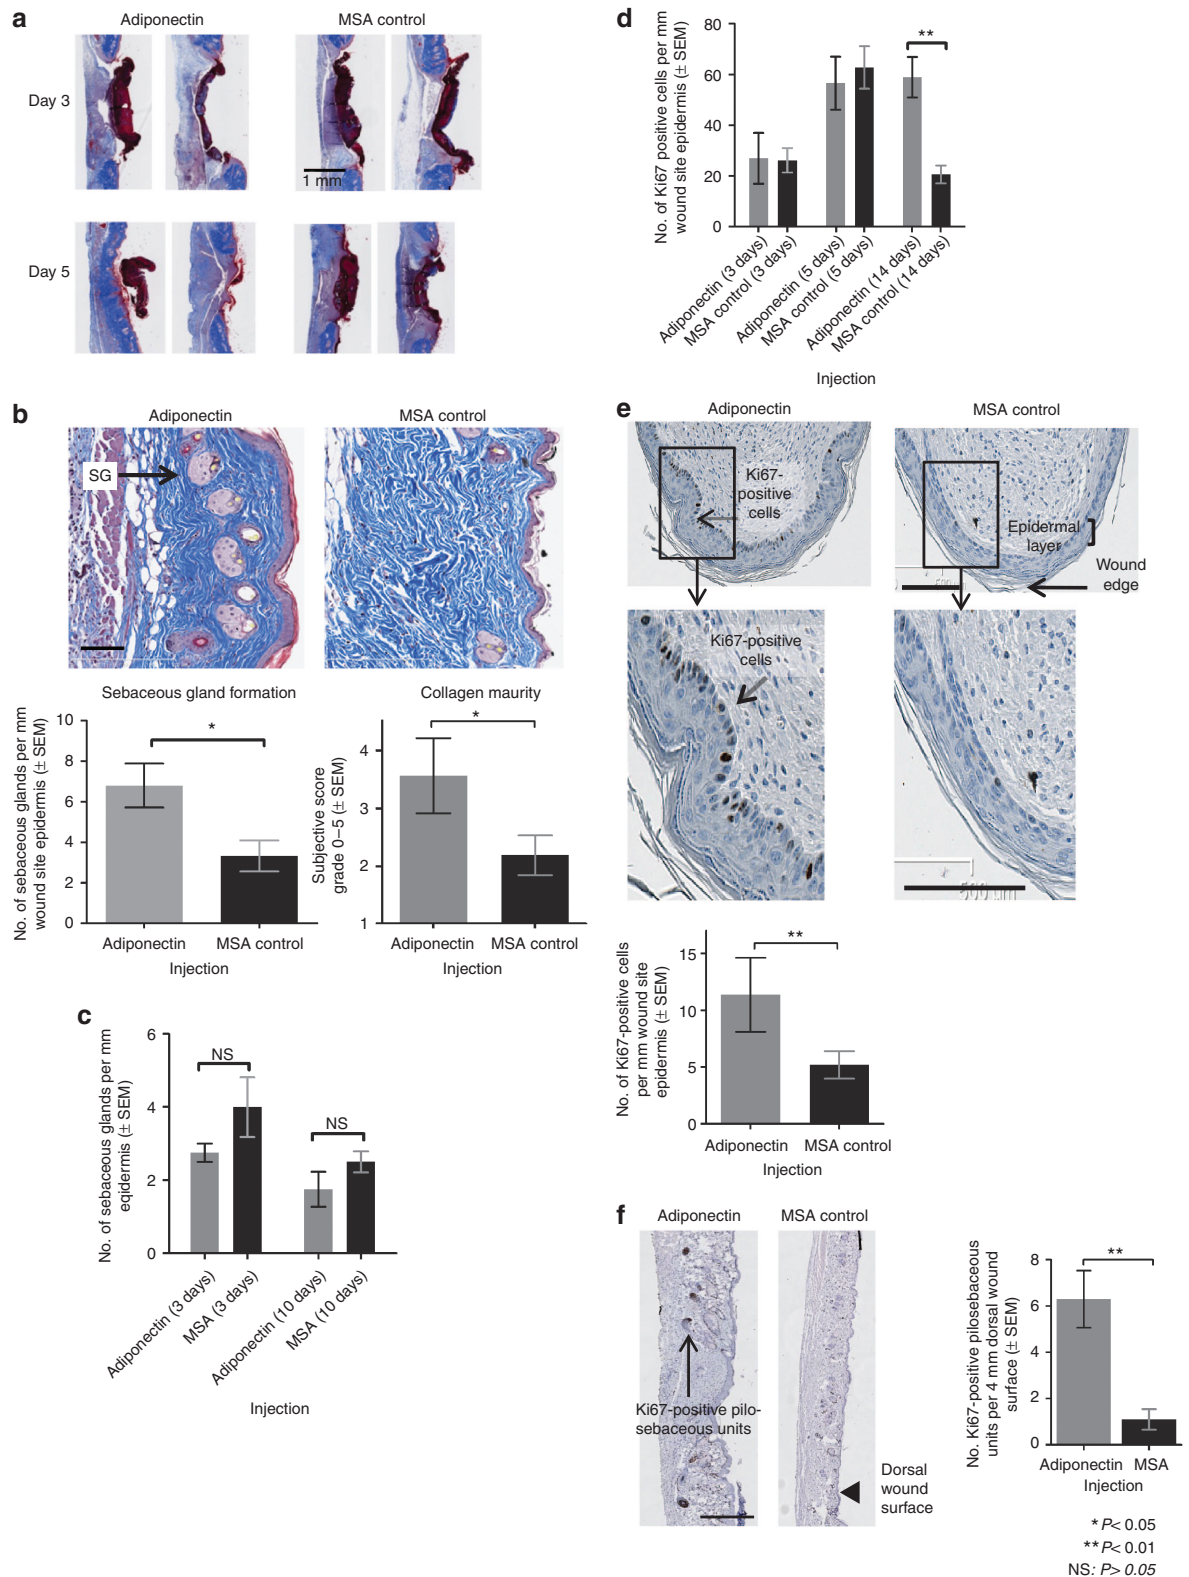 a
Adiponectin
MSA control
Day 3
1 mm
Day 5
b
Adiponectin
MSA control
SG
Sebaceous gland formation
No. of sebaceous glands per mm
wound site epidermis (± SEM)
10
8
6
4
2
0
*
Adiponectin
MSA control
Injection
Collagen maurity
Subjective score
grade 0–5 (± SEM)
4
3
2
1
*
Adiponectin
MSA control
Injection
c
No. of sebaceous glands per mm
eqidermis (± SEM)
6
4
2
0
NS
NS
Adiponectin (3 days)
MSA (3 days)
Adiponectin (10 days)
MSA (10 days)
Injection
d
No. of Ki67 positive cells per mm
wound site epidermis (± SEM)
80
60
40
20
0
**
Adiponectin (3 days)
MSA control (3 days)
Adiponectin (5 days)
MSA control (5 days)
Adiponectin (14 days)
MSA control (14 days)
Injection
e
Adiponectin
MSA control
Ki67-
positive
cells
Epidermal
layer
Wound
edge
Ki67-positive
cells
No. of Ki67-positive cells
per mm wound site
epidermis (± SEM)
15
10
5
0
**
Adiponectin
MSA control
Injection
f
Adiponectin
MSA control
Ki67-positive pilo-
sebaceous units
Dorsal
wound
surface
No. Ki67-positive pilosebaceous
units per 4 mm dorsal wound
surface (± SEM)
8
6
4
2
0
**
Adiponectin
MSA
Injection
* P< 0.05
** P< 0.01
NS: P> 0.05